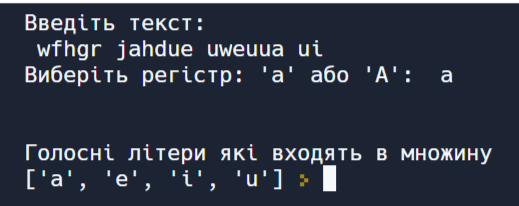 Введіть текст:
wfhgr jahdue uweuua ui
Виберіть регістр: 'a' або 'A': a
Голосні літери які входять в множину
['a', 'e', 'i', 'u'] >